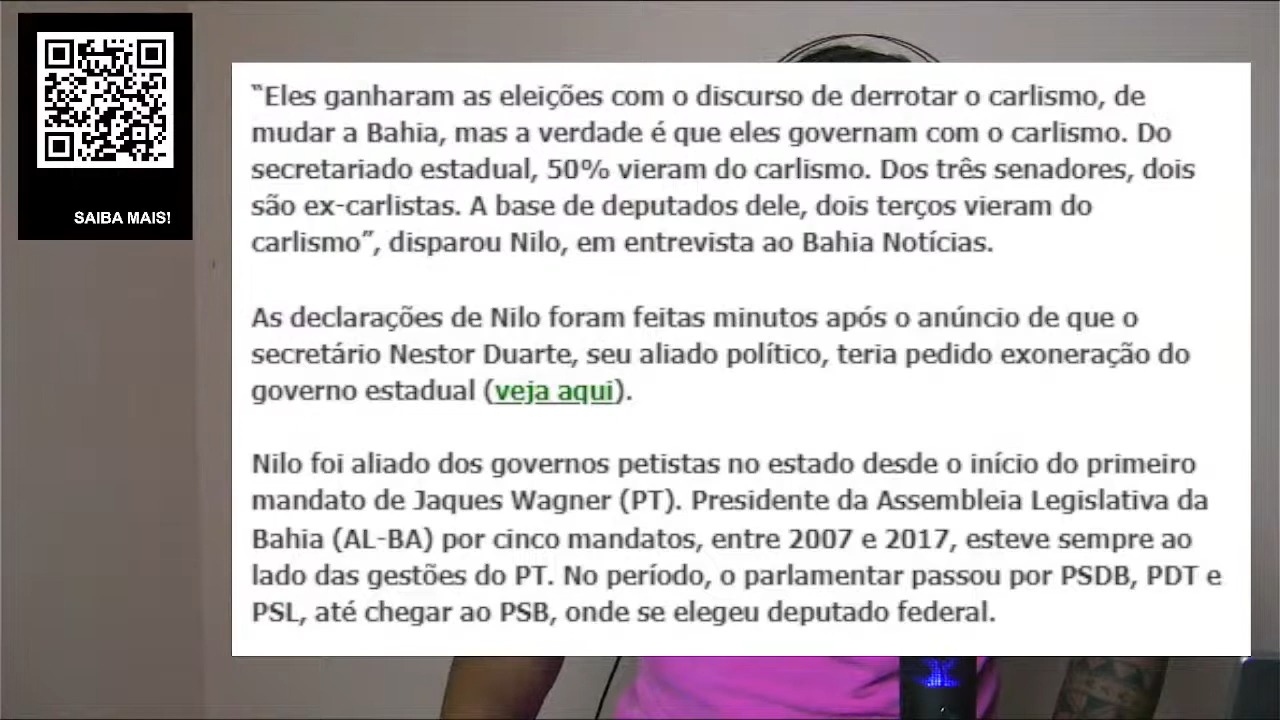 SAIBA MAIS!
“Eles ganharam as eleições com o discurso de derrotar o carlismo, de
mudar a Bahia, mas a verdade é que eles governam com o carlismo. Do
secretariado estadual, 50% vieram do carlismo. Dos três senadores, dois
são ex-carlistas. A base de deputados dele, dois terços vieram do
carlismo”, disparou Nilo, em entrevista ao Bahia Notícias.
As declarações de Nilo foram feitas minutos após o anúncio de que o
secretário Nestor Duarte, seu aliado político, teria pedido exoneração do
governo estadual (veja aqui).
Nilo foi aliado dos governos petistas no estado desde o início do primeiro
mandato de Jaques Wagner (PT). Presidente da Assembleia Legislativa da
Bahia (AL-BA) por cinco mandatos, entre 2007 e 2017, esteve sempre ao
lado das gestões do PT. No período, o parlamentar passou por PSDB, PDT e
PSL, até chegar ao PSB, onde se elegeu deputado federal.